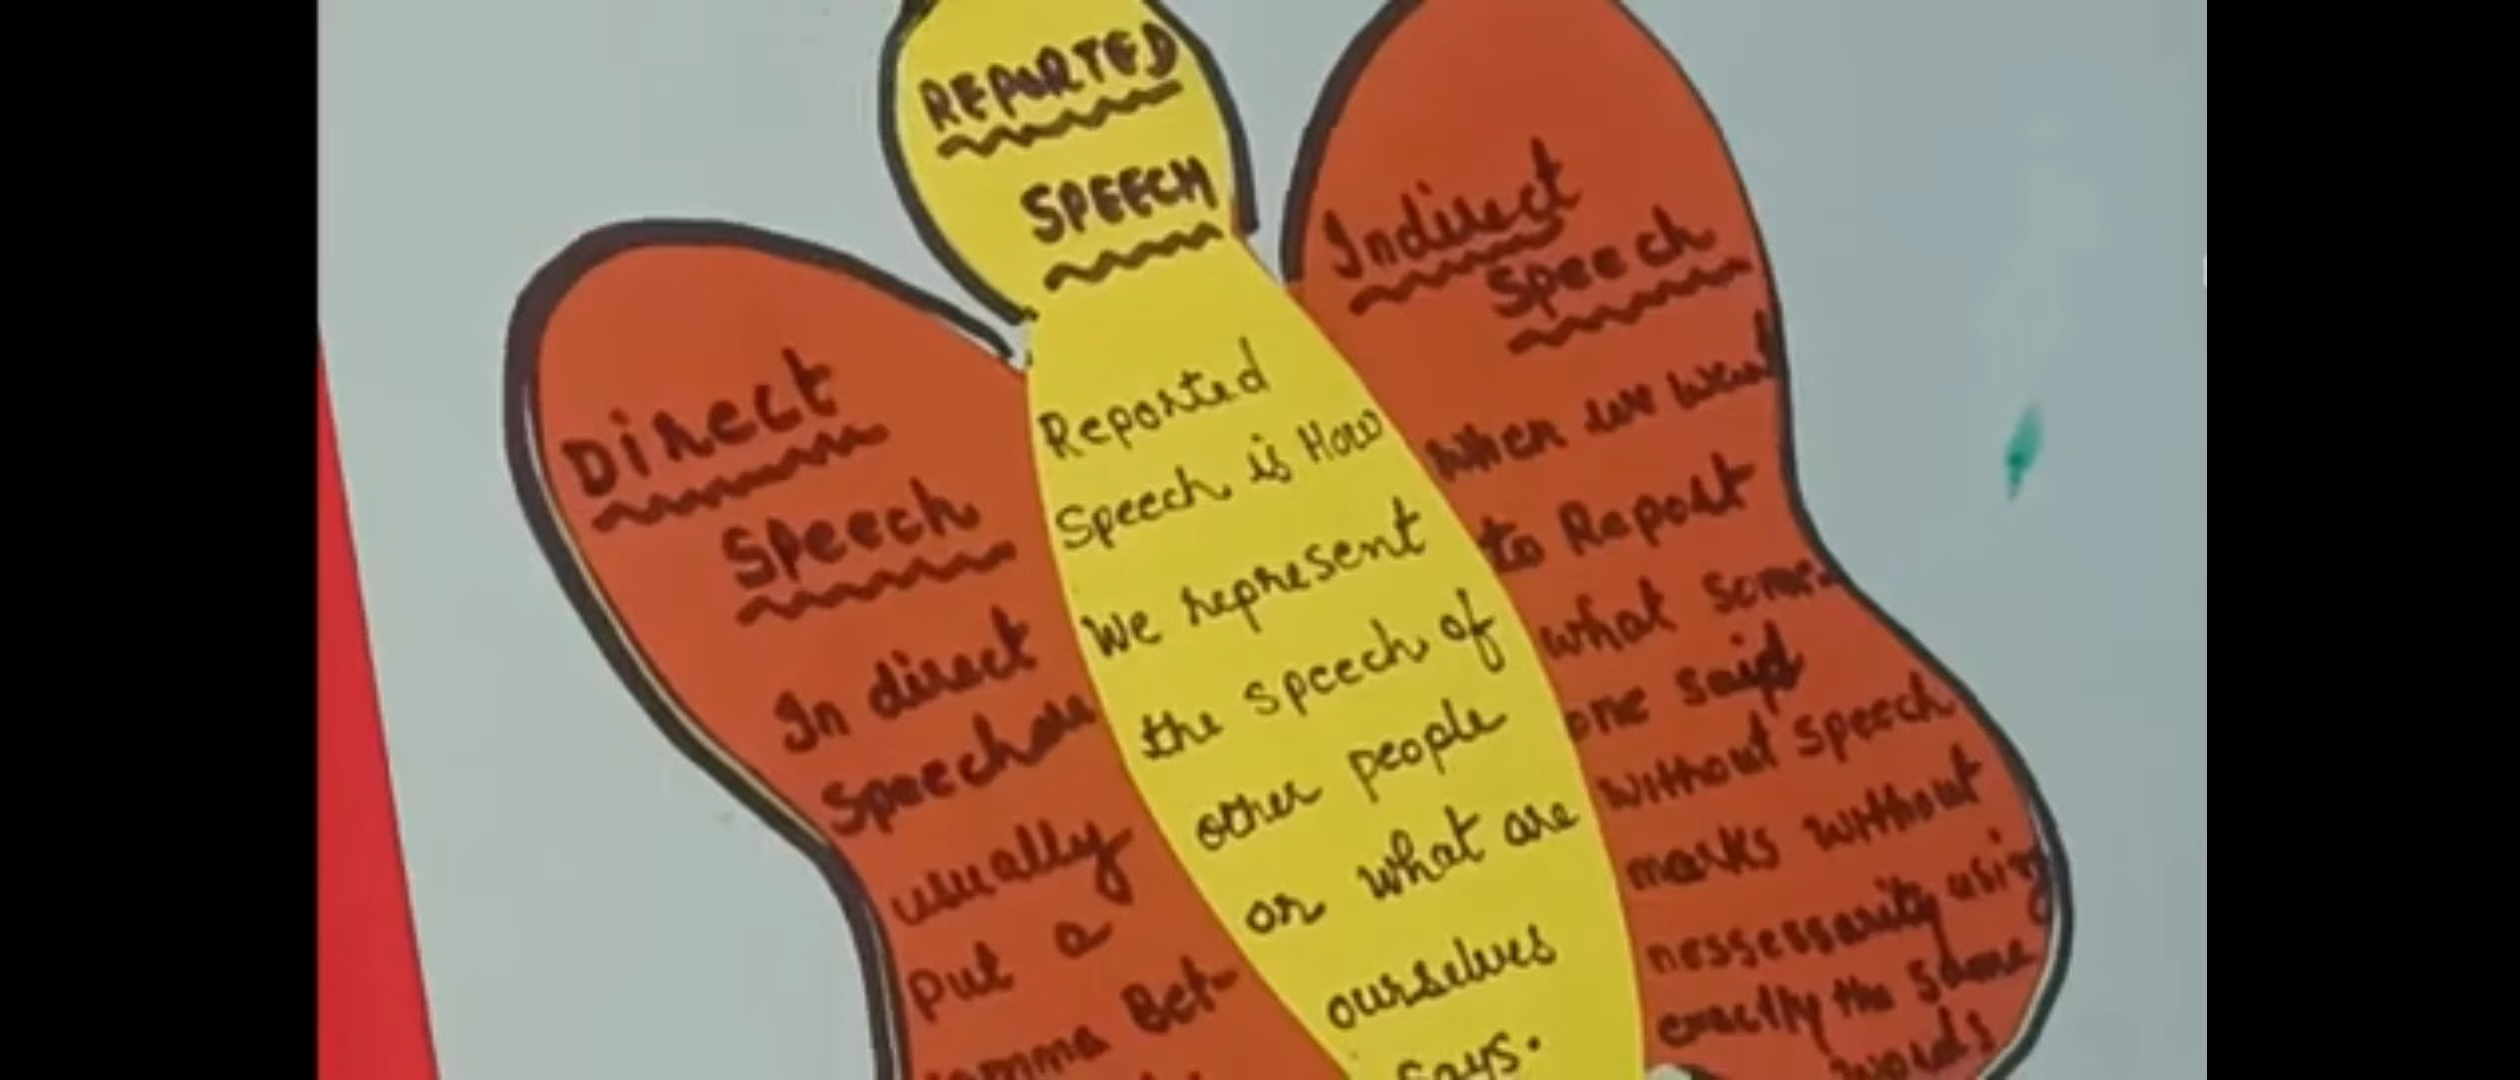 REPORTED
SPEECH
Reported
Speech is How
We represent
the speech of
other people
or what are
ourselves
says.
Direct
Speech
In direct
Speech are
usually
put a
comma Bet-
Indirect
Speech
When we want
to Report
what some-
one said
without speech
marks without
nessessarity using
exactly the same
words